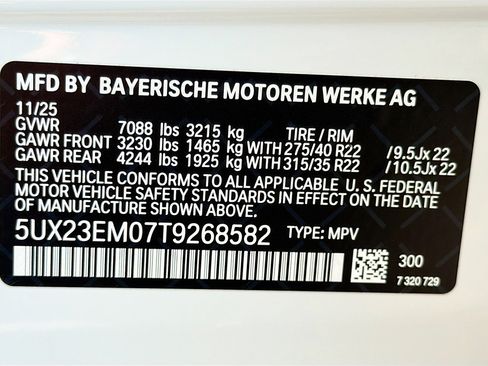 MFD BY BAYERISCHE MOTOREN WERKE AG
11/25
GVWR 7088 lbs 3215 kg TIRE / RIM
GAWR FRONT 3230 lbs 1465 kg WITH 275/40 R22 /9.5Jx 22
GAWR REAR 4244 lbs 1925 kg WITH 315/35 R22 /10.5Jx 22
THIS VEHICLE CONFORMS TO ALL APPLICABLE U.S. FEDERAL
MOTOR VEHICLE SAFETY STANDARDS IN EFFECT ON THE DATE
OF MANUFACTURE SHOWN ABOVE.
5UX23EM07T9268582 TYPE: MPV
300
7 320 729